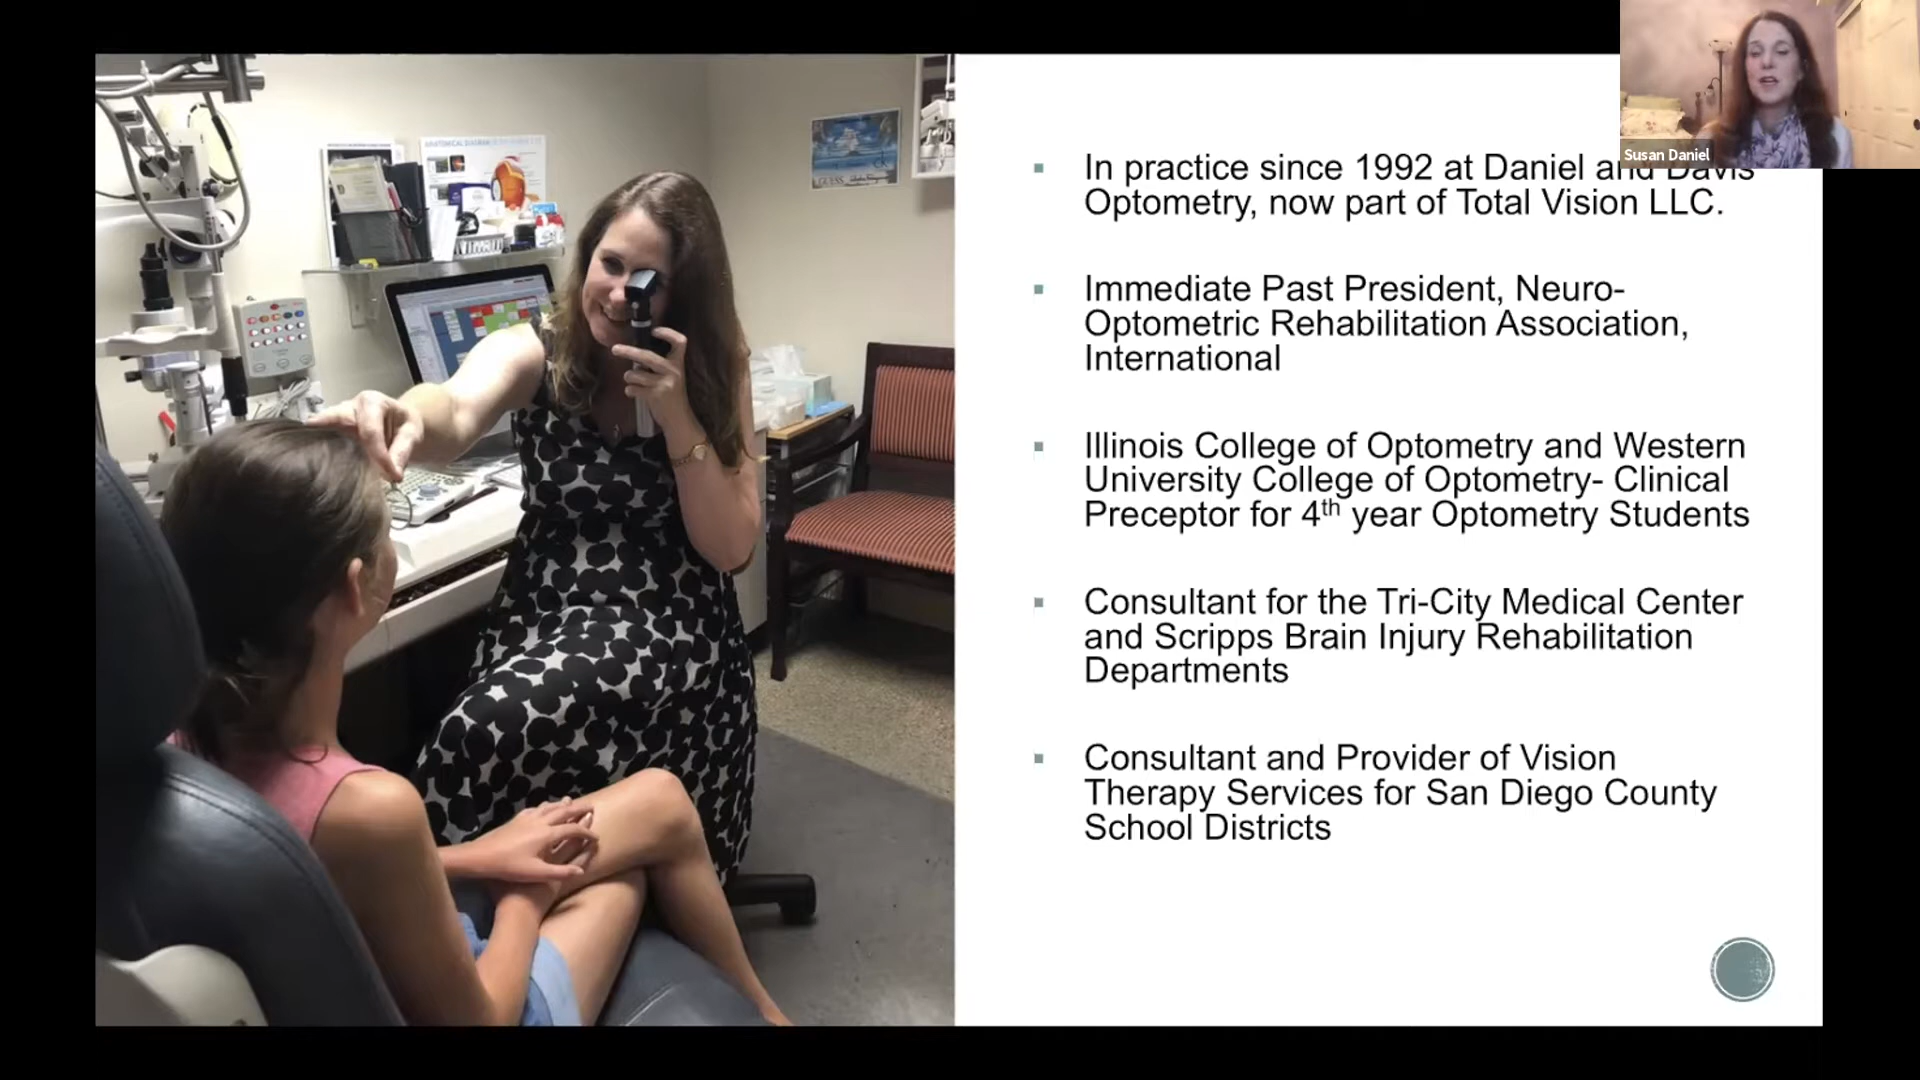 Susan Daniel
In practice since 1992 at Daniel and Davis
Optometry, now part of Total Vision LLC.
Immediate Past President, Neuro-
Optometric Rehabilitation Association,
International
Illinois College of Optometry and Western
University College of Optometry- Clinical
Preceptor for 4th year Optometry Students
Consultant for the Tri-City Medical Center
and Scripps Brain Injury Rehabilitation
Departments
Consultant and Provider of Vision
Therapy Services for San Diego County
School Districts
ANATOMICAL DIAGRAM